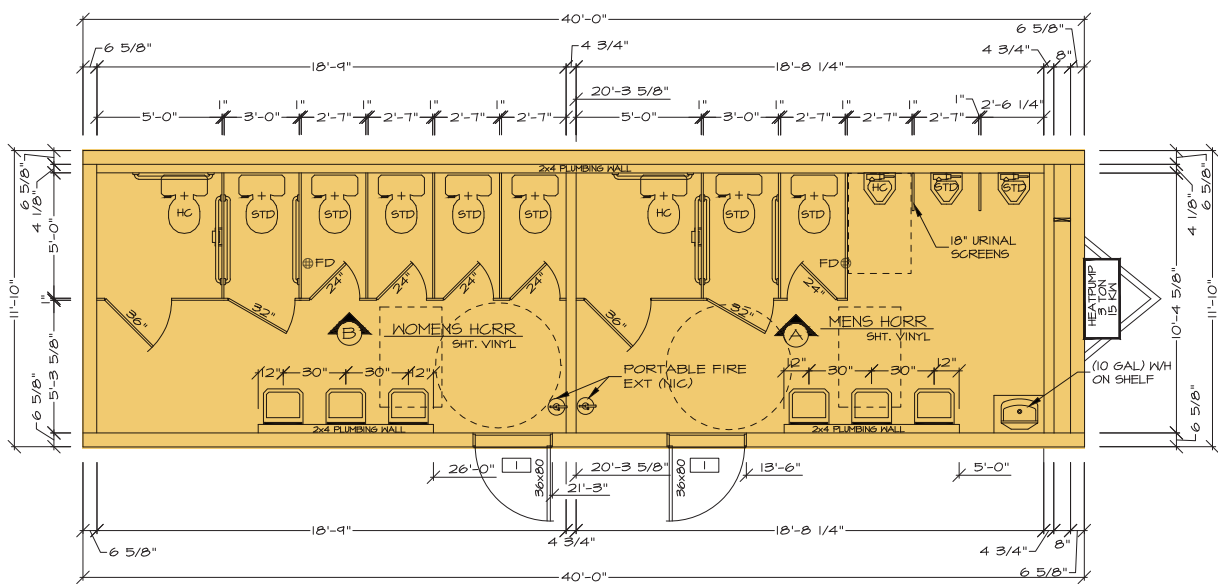 40'-0"
6 5/8"
6 5/8"
4 3/4"
4 3/4"
8"
18'-9"
18'-8 1/4"
20'-3 5/8"
1" 1" 1" 1" 1" 1" 1" 1" 1" 1"
5'-0" 3'-0" 2'-7" 2'-7" 2'-7" 2'-7" 5'-0" 3'-0" 2'-7" 2'-7" 2'-7" 2'-6 1/4"
6 5/8"
4 1/8"
5'-0"
1"
5'-3 5/8"
6 5/8"
11'-10"
2x4 PLUMBING WALL
HC STD STD STD STD STD HC STD STD HC STD STD
FD
FD
18" URINAL
SCREENS
36" 32" 24" 24" 24" 36" 32" 24"
B
WOMENS HCRR
SHT. VINYL
A
MENS HCRR
SHT. VINYL
12" 30" 30" 12"
PORTABLE FIRE
EXT (NIC)
12" 30" 30" 12"
(10 GAL) W/H
ON SHELF
2x4 PLUMBING WALL
2x4 PLUMBING WALL
HEATPUMP
3 TON
15 KW
6 5/8"
4 1/8"
10'-4 5/8"
11'-10"
6 5/8"
26'-0"
36x80
1
21'-3"
20'-3 5/8"
36x80
1
13'-6"
5'-0"
18'-9"
18'-8 1/4"
6 5/8"
4 3/4"
4 3/4"
8"
6 5/8"
40'-0"